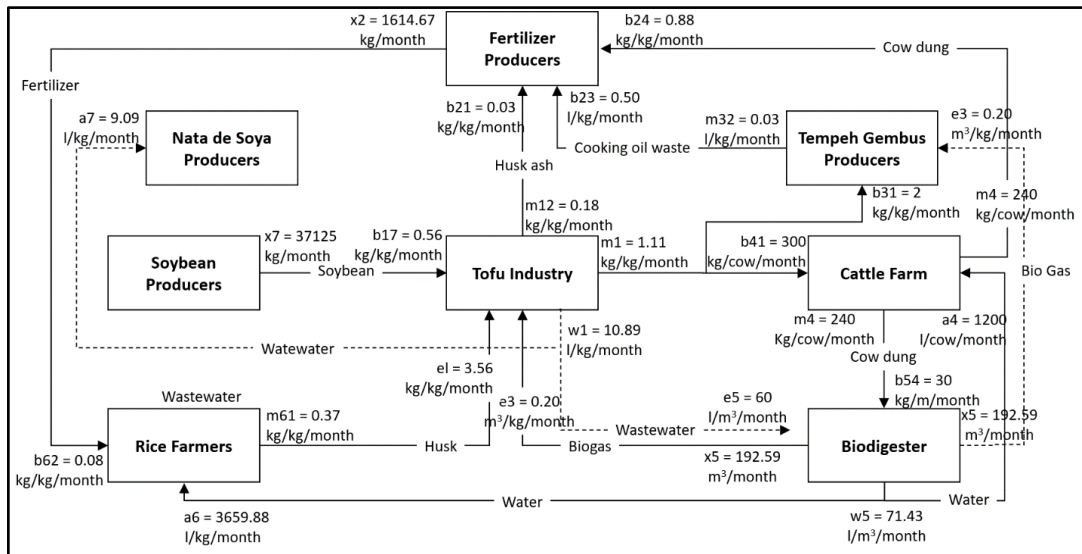 x2 = 1614.67
kg/month
Fertilizer
Producers
b24 = 0.88
kg/kg/month
Cow dung
Fertilizer
a7 = 9.09
l/kg/month
Nata de Soya
Producers
b21 = 0.03
kg/kg/month
b23 = 0.50
l/kg/month
m32 = 0.03
l/kg/month
Cooking oil waste
Tempeh Gembus
Producers
e3 = 0.20
m³/kg/month
Husk ash
m12 = 0.18
kg/kg/month
b31 = 2
kg/kg/month
m4 = 240
kg/cow/month
x7 = 37125
kg/month
Soybean
Producers
Soybean
b17 = 0.56
kg/kg/month
Tofu Industry
m1 = 1.11
kg/kg/month
b41 = 300
kg/cow/month
Cattle Farm
Bio Gas
Watewater
w1 = 10.89
l/kg/month
m4 = 240
Kg/cow/month
Cow dung
a4 = 1200
l/cow/month
el = 3.56
kg/kg/month
e3 = 0.20
m³/kg/month
Wastewater
e5 = 60
l/m³/month
b54 = 30
kg/m/month
x5 = 192.59
m³/month
Wastewater
m61 = 0.37
kg/kg/month
Rice Farmers
Husk
Biogas
x5 = 192.59
m³/month
Biodigester
b62 = 0.08
kg/kg/month
Water
Water
a6 = 3659.88
l/kg/month
w5 = 71.43
l/m³/month